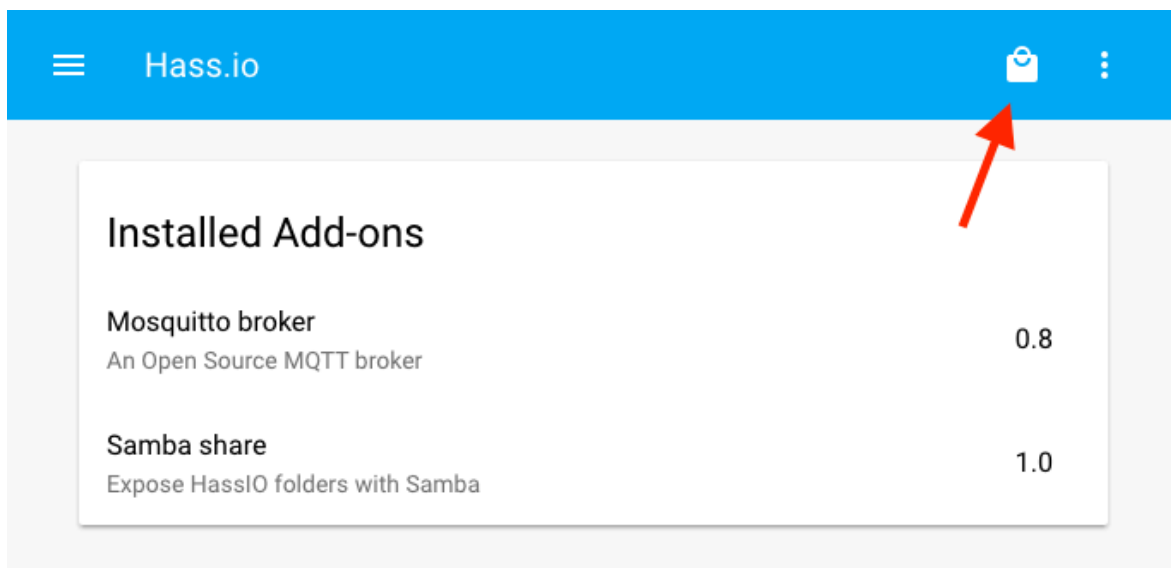 Hass.io
Installed Add-ons
Mosquitto broker
An Open Source MQTT broker
0.8
Samba share
Expose HassIO folders with Samba
1.0